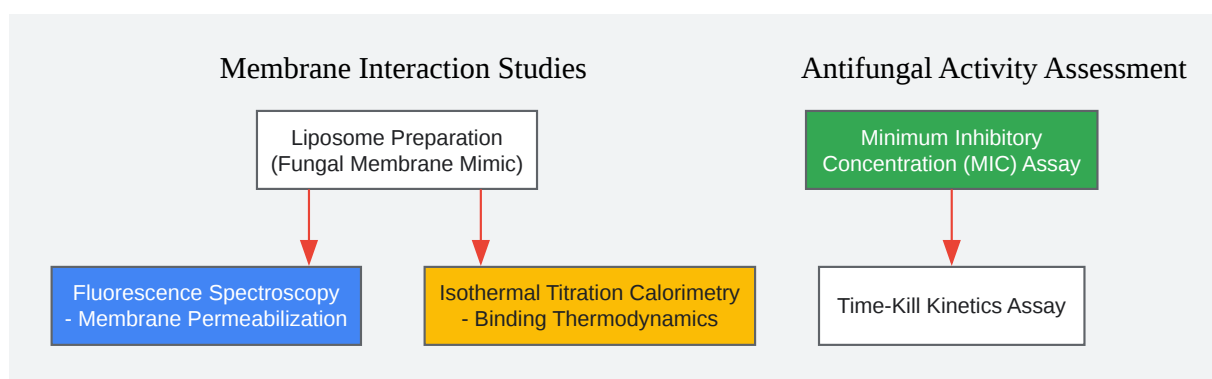 Membrane Interaction Studies
Liposome Preparation
(Fungal Membrane Mimic)
Fluorescence Spectroscopy
- Membrane Permeabilization
Isothermal Titration Calorimetry
- Binding Thermodynamics
Antifungal Activity Assessment
Minimum Inhibitory
Concentration (MIC) Assay
Time-Kill Kinetics Assay